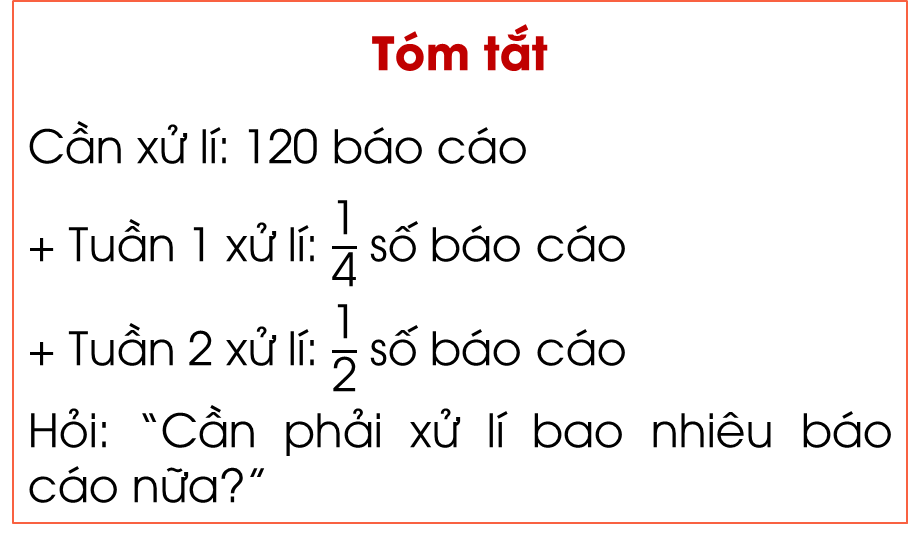 Tóm tắt
Cần xử lí: 120 báo cáo
+ Tuần 1 xử lí: 1/4 số báo cáo
+ Tuần 2 xử lí: 1/2 số báo cáo
Hỏi: “Cần phải xử lí bao nhiêu báo
cáo nữa?“